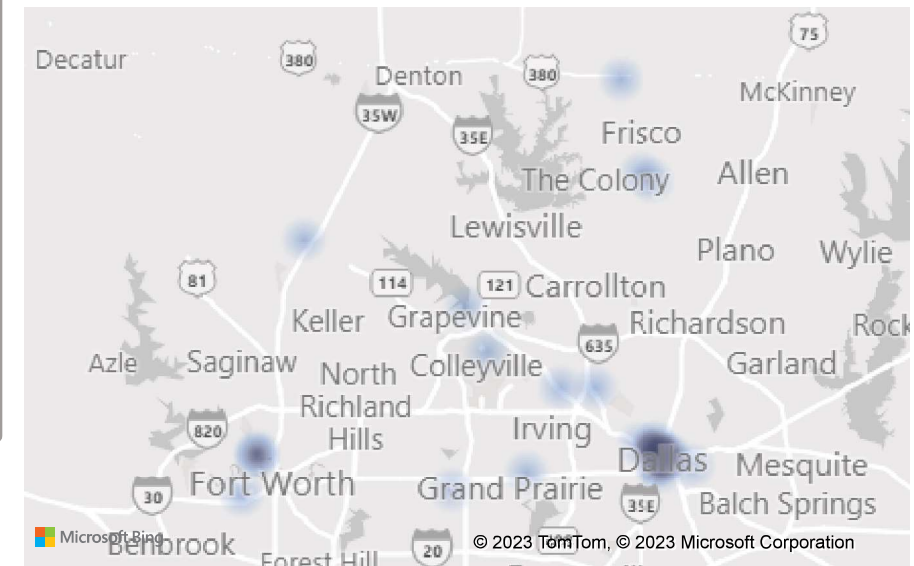 75
Decatur
380
Denton
380
McKinney
35W
35E
Frisco
The Colony
Allen
Lewisville
Plano
Wylie
81
114
121
Carrollton
Keller
Grapevine
635
Richardson
Rock
Azle
Saginaw
North
Richland
Hills
Colleyville
Garland
820
Irving
Dallas
Mesquite
30
Fort Worth
Grand Prairie
35E
Balch Springs
Microsoft Bing
Benbrook
20
© 2023 TomTom, © 2023 Microsoft Corporation
Forest Hill